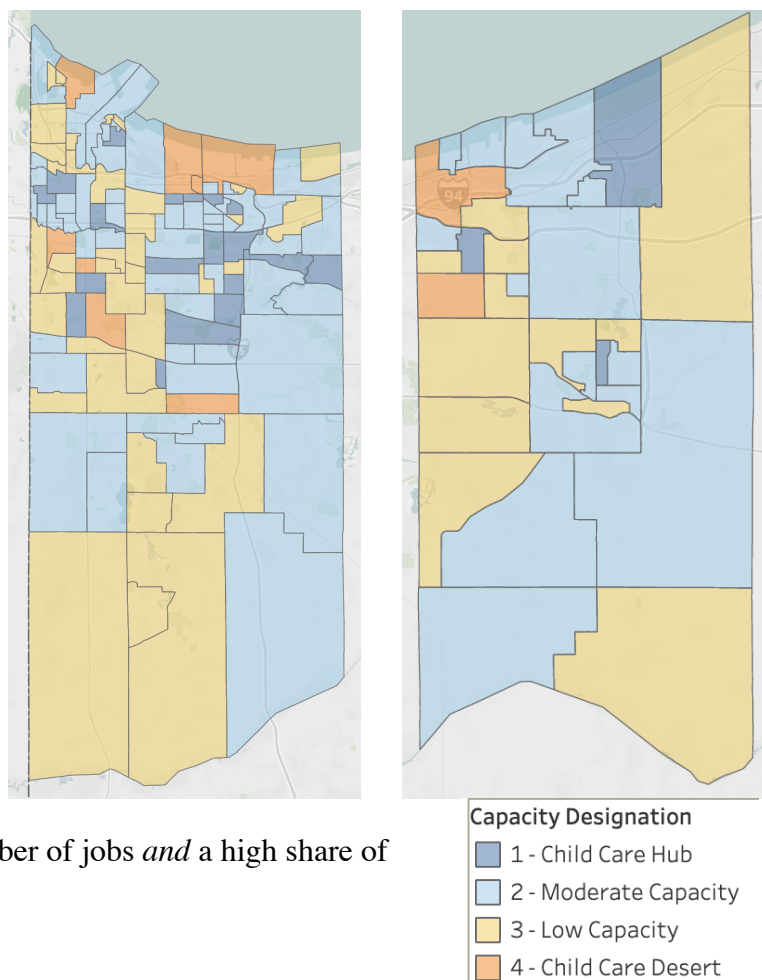 94
ber of jobs and a high share of
Capacity Designation
1 - Child Care Hub
2 - Moderate Capacity
3 - Low Capacity
4 - Child Care Desert